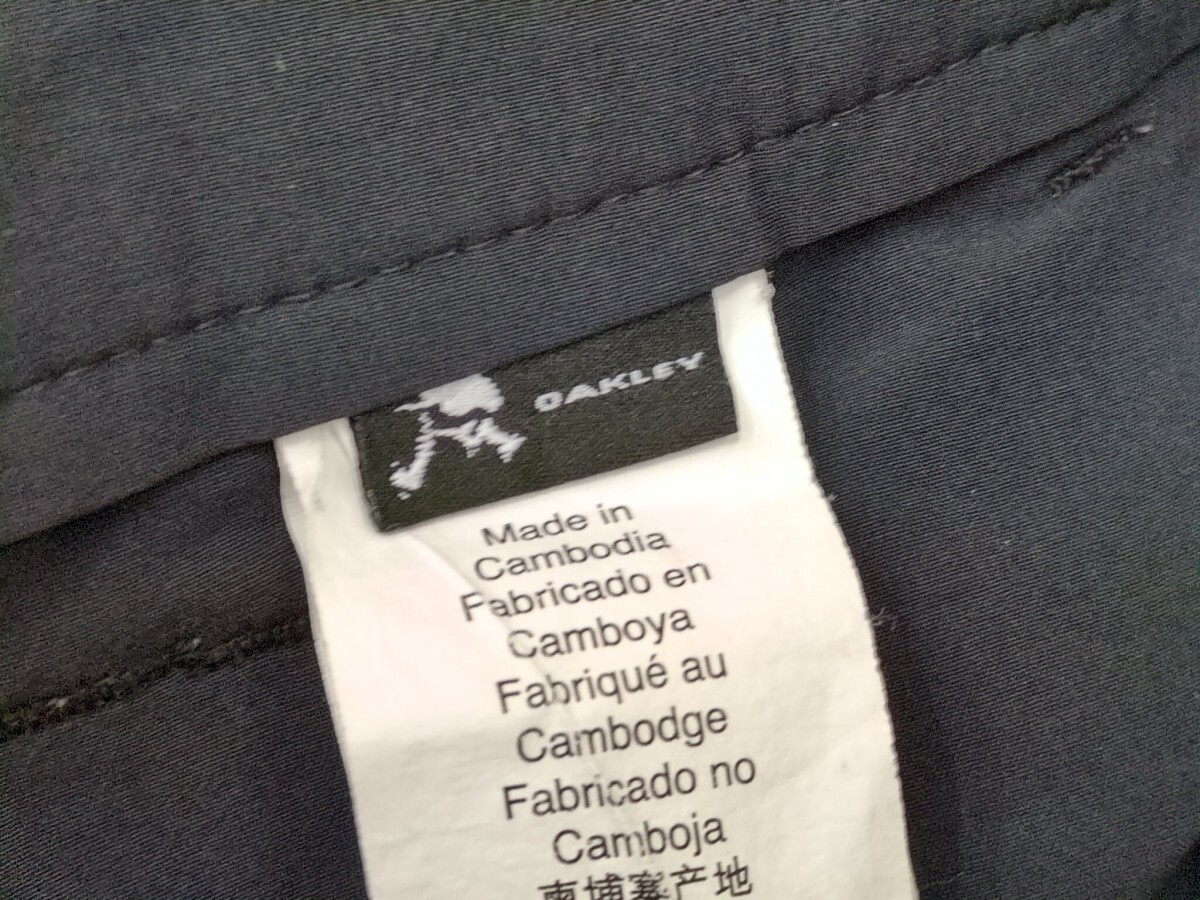 OAKLEY
Made in
Cambodia
Fabricado en
Camboya
Fabriqué au
Cambodge
Fabricado no
Camboja
柬埔寨产地